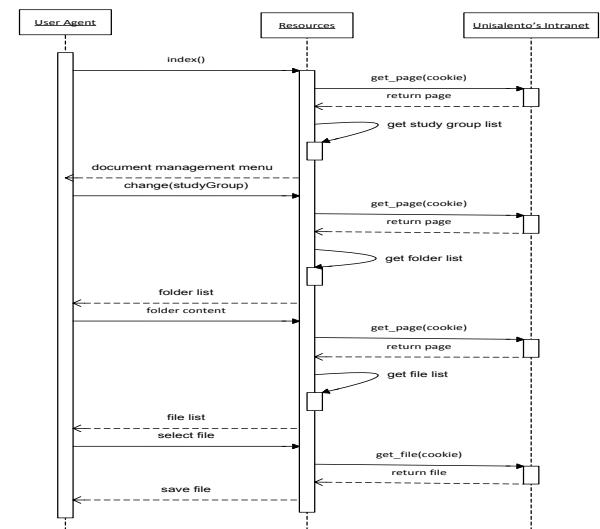 User Agent
Resources
Unisalento's Intranet
index()
get_page(cookie)
return page
get study group list
document management menu
change(studyGroup)
get_page(cookie)
return page
get folder list
folder list
folder content
get_page(cookie)
return page
get file list
file list
select file
get_file(cookie)
return file
save file